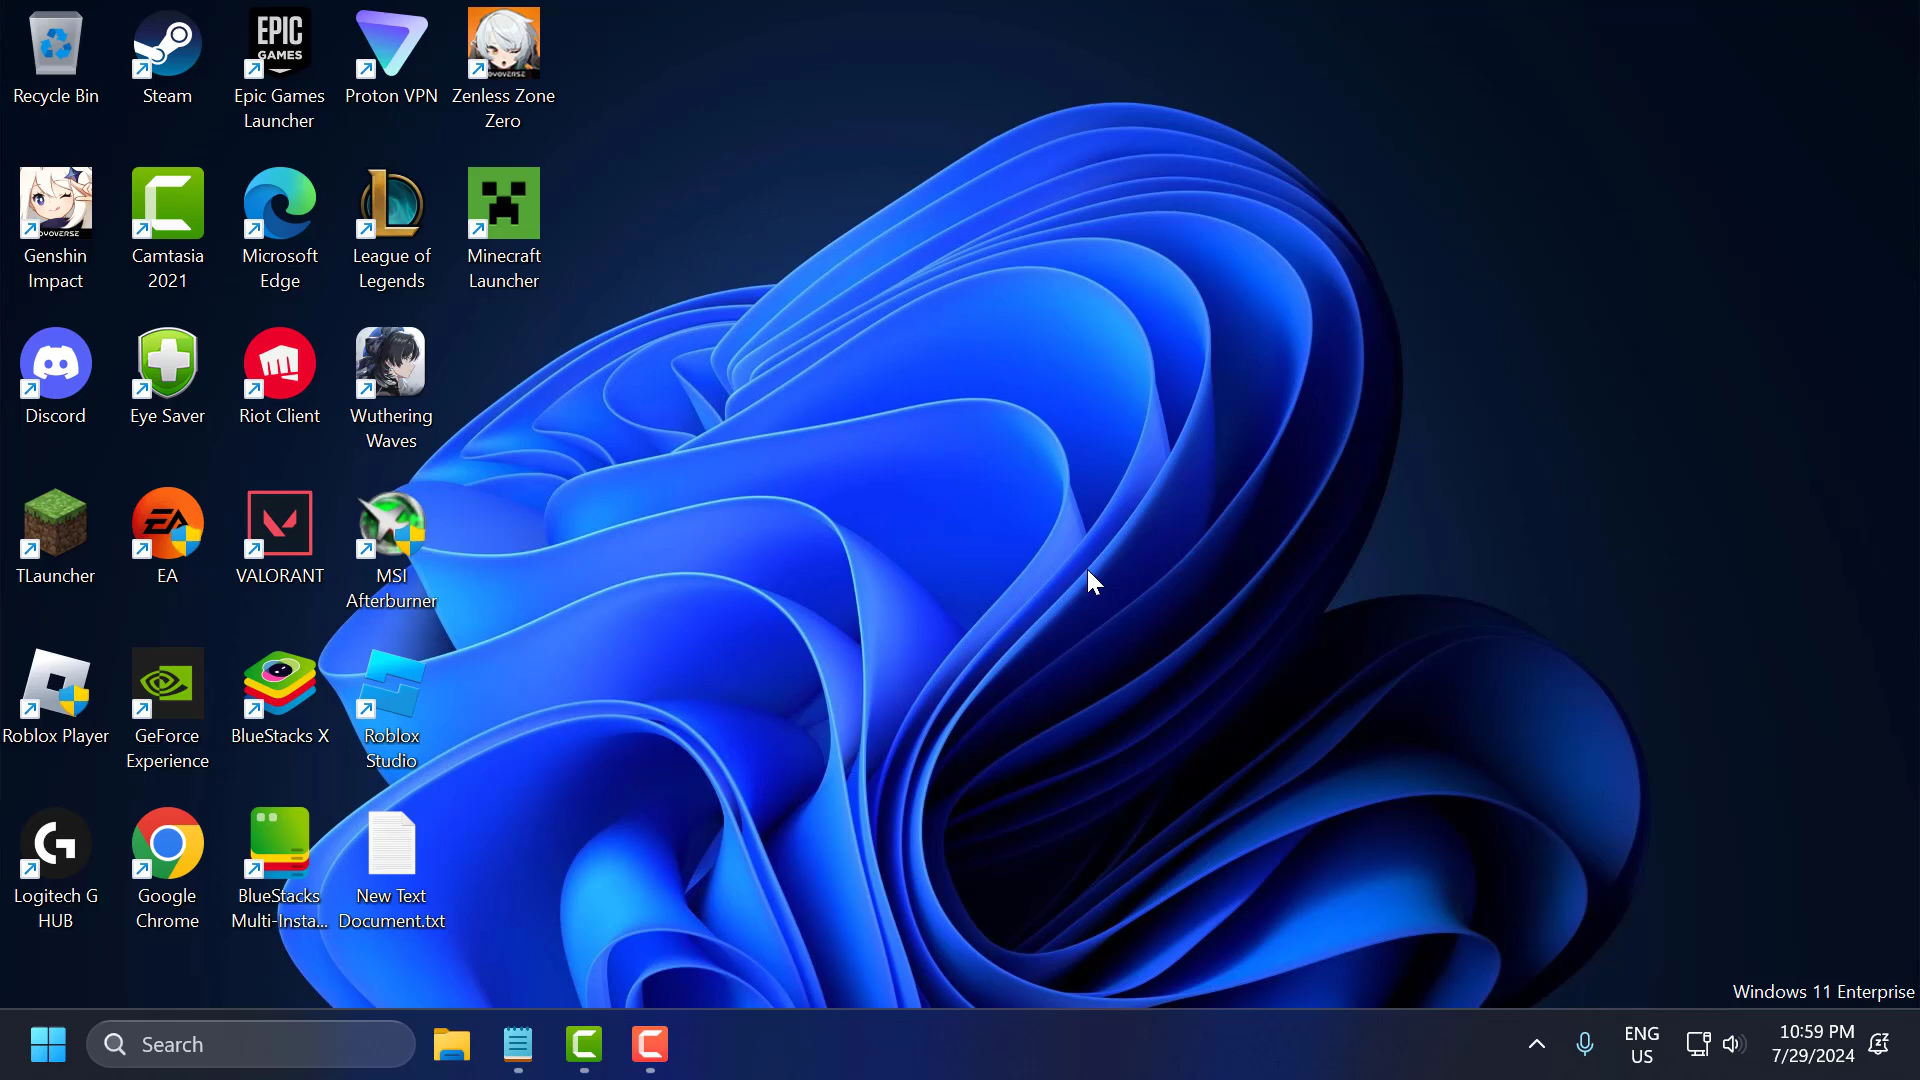 Recycle Bin
Steam
EPIC
GAMES
Epic Games
Launcher
Proton VPN
Zenless Zone
Zero
Genshin
Impact
Camtasia
2021
Microsoft
Edge
League of
Legends
Minecraft
Launcher
Discord
Eye Saver
Riot Client
Wuthering
Waves
TLauncher
EA
EA
VALORANT
MSI
Afterburner
Roblox Player
GeForce
Experience
BlueStacks X
Roblox
Studio
Logitech G
HUB
Google
Chrome
BlueStacks
Multi-Insta...
New Text
Document.txt
Windows 11 Enterprise
Search
ENG
US
10:59 PM
7/29/2024